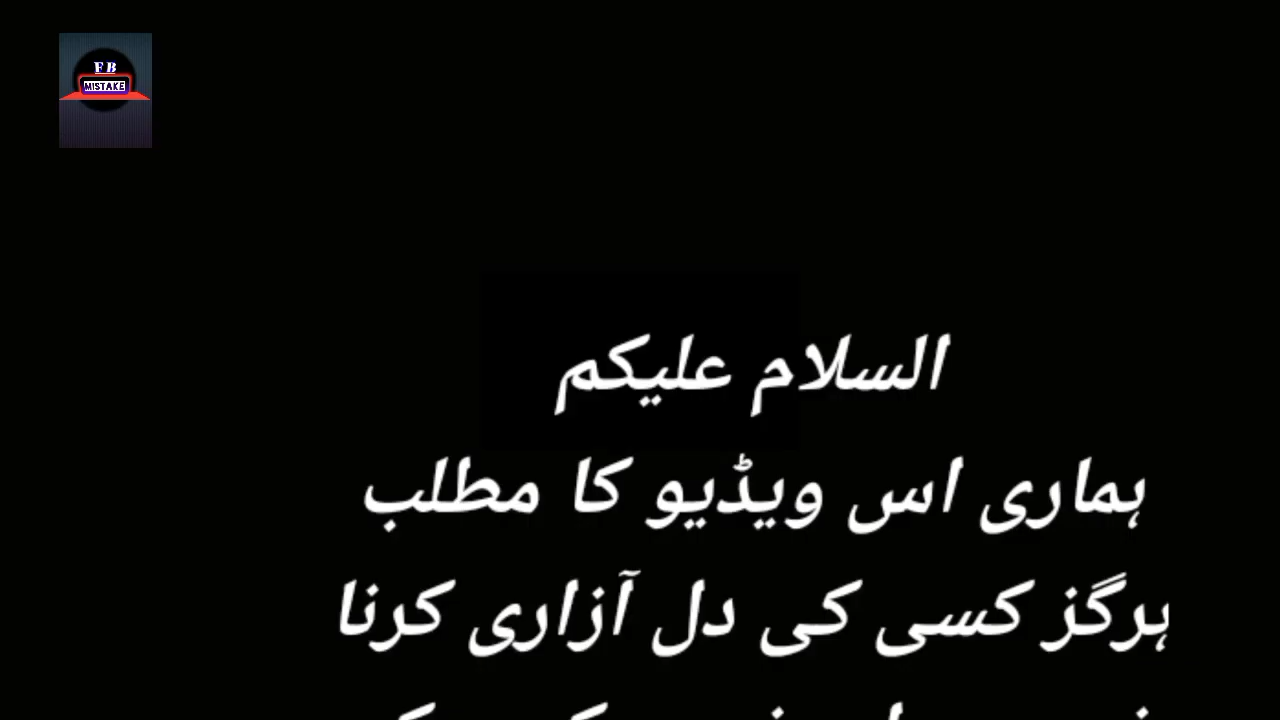 FB
MISTAKE
السلام علیکم
ہماری اس ویڈیو کا مطلب
ہرگز کسی کی دل آزاری کرنا